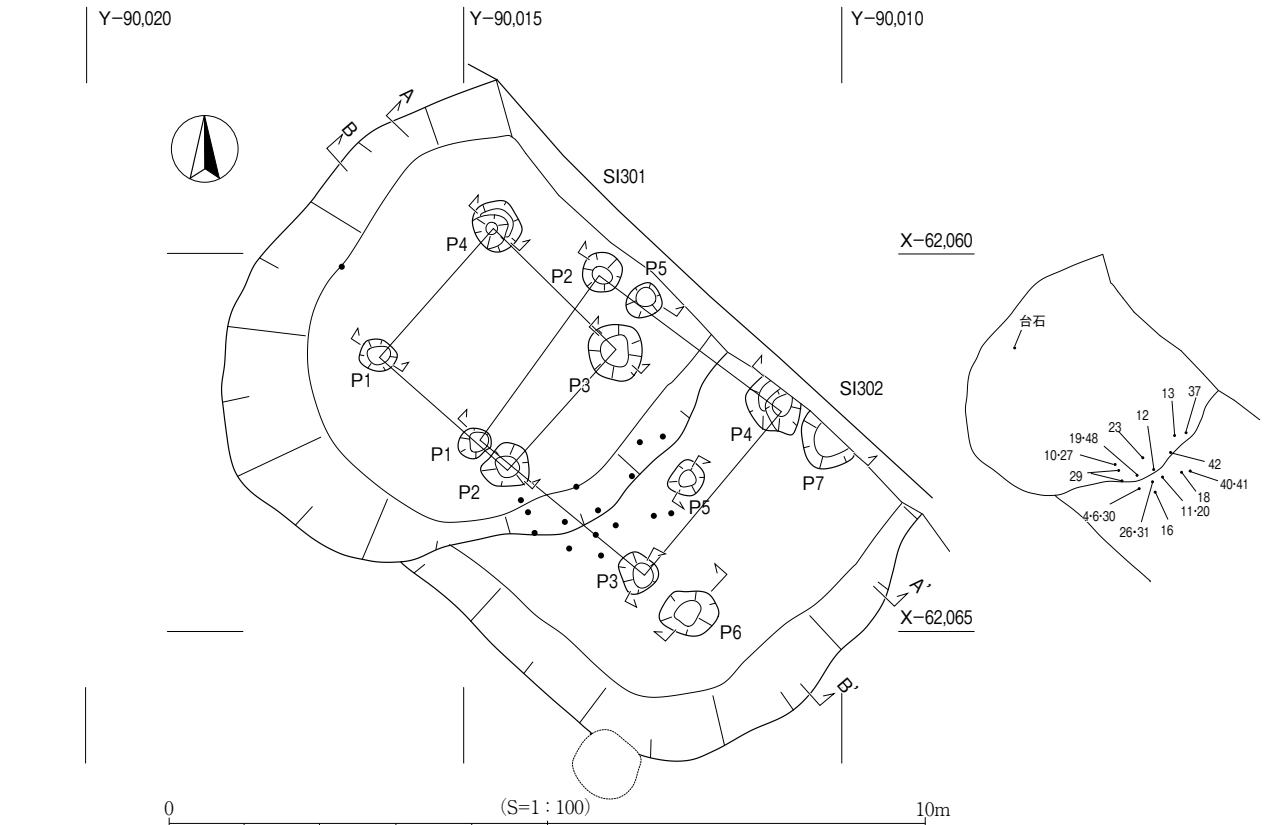 Y−90,020
Y−90,015
Y−90,010
A
B
SI301
P4
P2
P5
X−62,060
台石
P1
P3
SI302
13
37
12
23
19・48
10・27
29
42
40・41
18
11・20
4・6・30
26・31
16
P4
P7
P1
P2
P5
P3
P6
A’
X−62,065
B’
0
(S=1：100)
10m